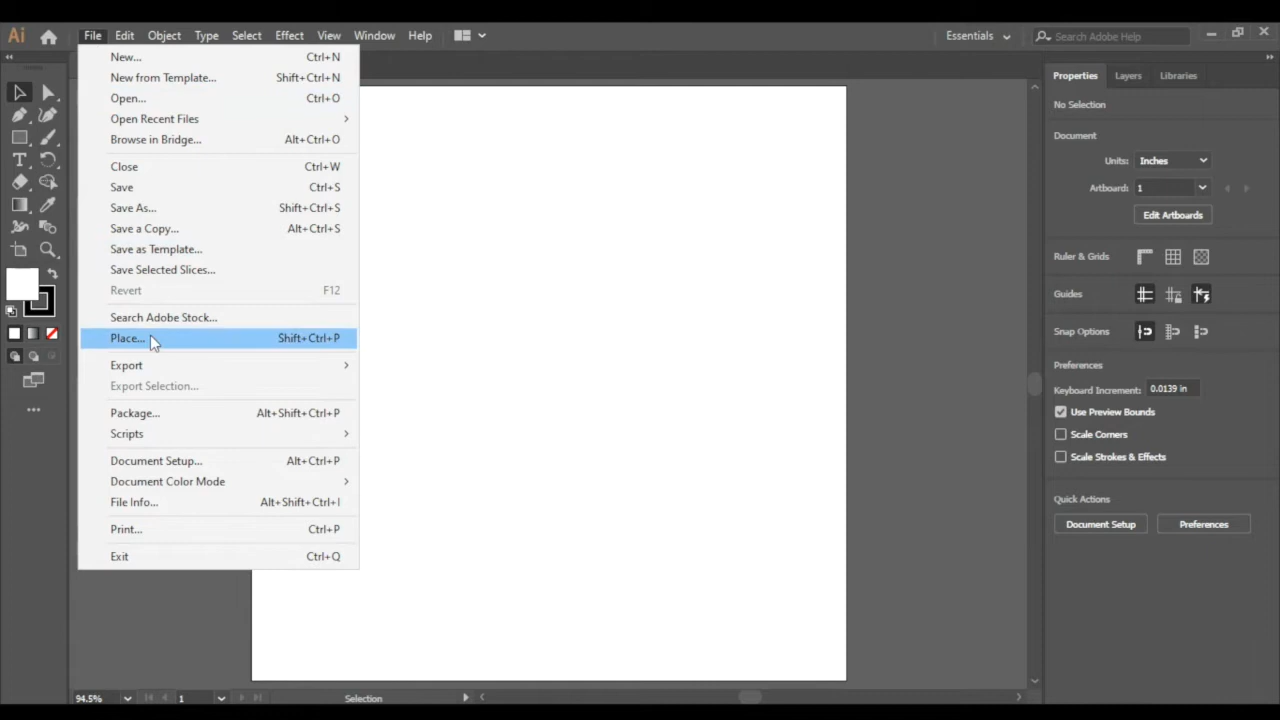 Ai File Edit Object Type Select Effect View Window Help Essentials Search Adobe Help
New... Ctrl+N
New from Template... Shift+Ctrl+N
Open... Ctrl+O
Open Recent Files
Browse in Bridge... Alt+Ctrl+O
Close Ctrl+W
Save Ctrl+S
Save As... Shift+Ctrl+S
Save a Copy... Alt+Ctrl+S
Save as Template...
Save Selected Slices...
Revert F12
Search Adobe Stock...
Place... Shift+Ctrl+P
Export
Export Selection...
Package... Alt+Shift+Ctrl+P
Scripts
Document Setup... Alt+Ctrl+P
Document Color Mode
File Info... Alt+Shift+Ctrl+I
Print... Ctrl+P
Exit Ctrl+Q
Properties Layers Libraries
No Selection
Document
Units: Inches
Artboard: 1
Edit Artboards
Ruler & Grids
Guides
Snap Options
Preferences
Keyboard Increment: 0.0139 in
Use Preview Bounds
Scale Corners
Scale Strokes & Effects
Quick Actions
Document Setup Preferences
94.5% 1 Selection